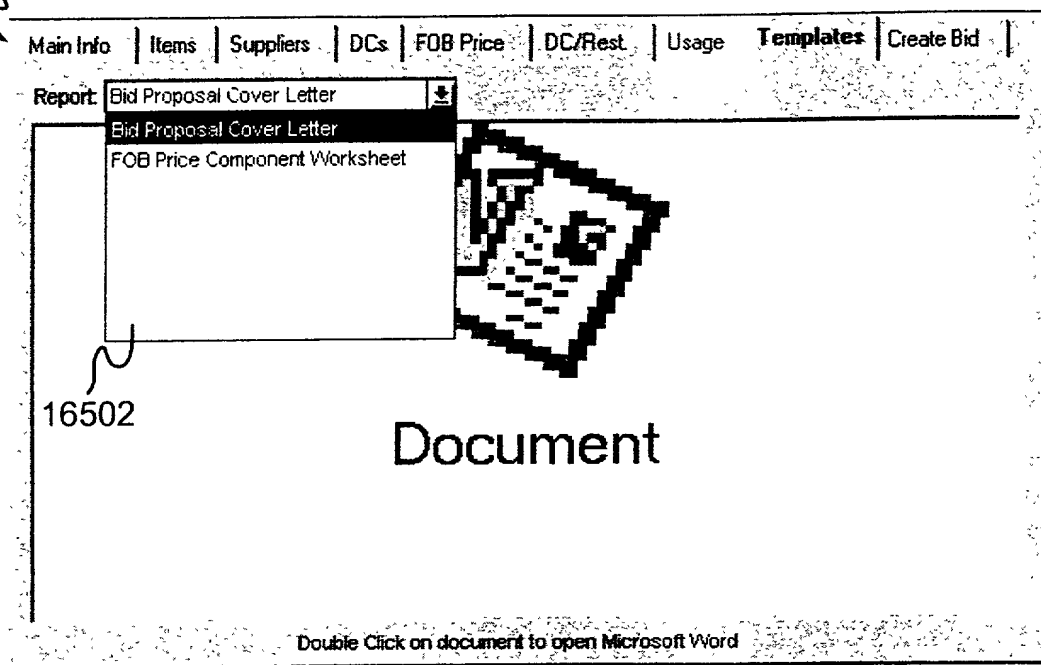 Main Info Items Suppliers DCs FOB Price DC/Rest. Usage Templates Create Bid
Report: Bid Proposal Cover Letter
Bid Proposal Cover Letter
FOB Price Component Worksheet
16502
Document
Double Click on document to open Microsoft Word